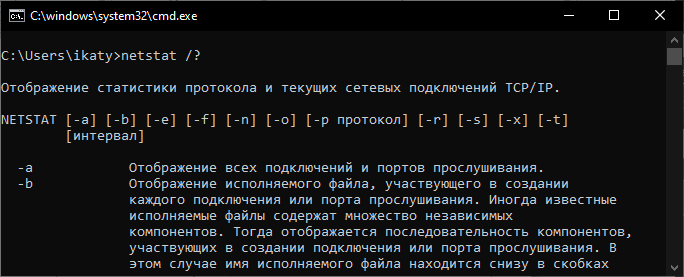 C:\windows\system32\cmd.exe
C:\Users\ikaty>netstat /?
Отображение статистики протокола и текущих сетевых подключений TCP/IP.
NETSTAT [-a] [-b] [-e] [-f] [-n] [-o] [-p протокол] [-r] [-s] [-x] [-t]
[интервал]
-a Отображение всех подключений и портов прослушивания.
-b Отображение исполняемого файла, участвующего в создании
каждого подключения или порта прослушивания. Иногда известные
исполняемые файлы содержат множество независимых
компонентов. Тогда отображается последовательность компонентов,
участвующих в создании подключения или порта прослушивания. В
этом случае имя исполняемого файла находится снизу в скобках